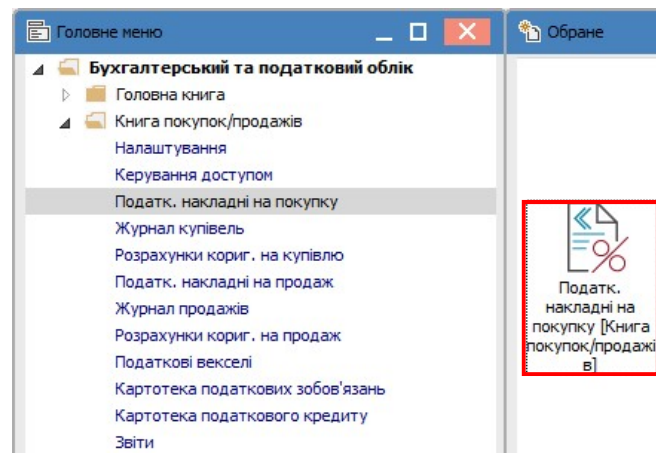 Головне меню
Бухгалтерський та податковий облік
Головна книга
Книга покупок/продажів
Налаштування
Керування доступом
Податк. накладні на покупку
Журнал купівель
Розрахунки кориг. на купівлю
Податк. накладні на продаж
Журнал продажів
Розрахунки кориг. на продаж
Податкові векселі
Картотека податкових зобов'язань
Картотека податкового кредиту
Звіти
Обране
Податк.
накладні на
покупку [Книга
покупок/продажі
в]